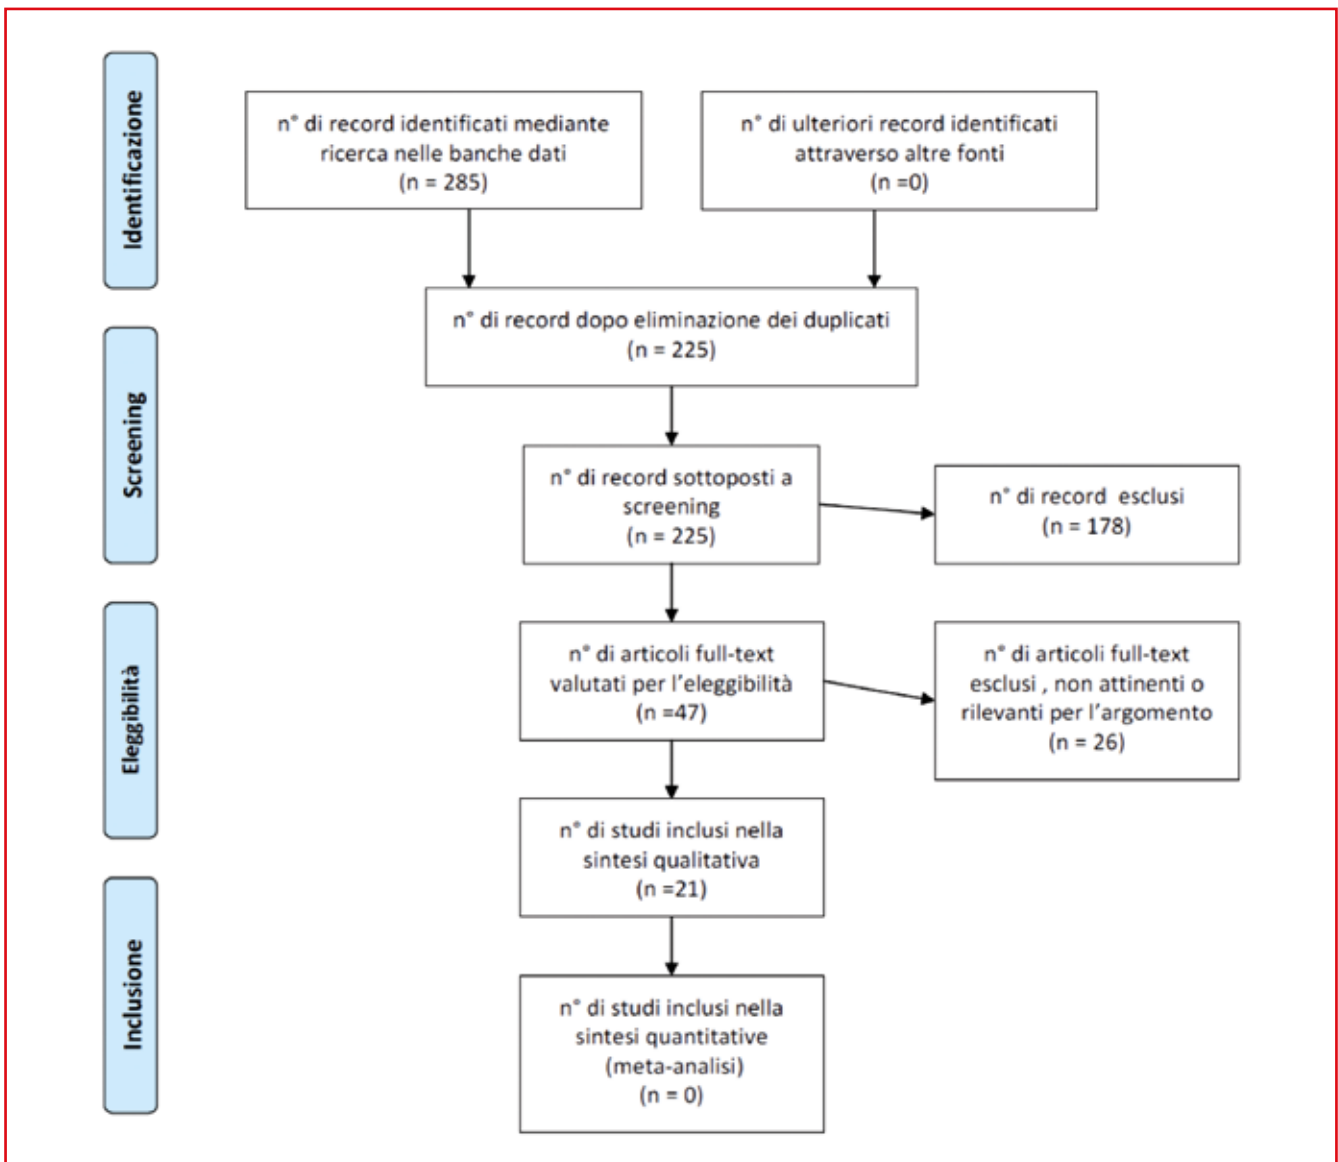 Identificazione
n° di record identificati mediante
ricerca nelle banche dati
(n = 285)
n° di ulteriori record identificati
attraverso altre fonti
(n =0)
n° di record dopo eliminazione dei duplicati
(n = 225)
Screening
n° di record sottoposti a
screening
(n = 225)
n° di record esclusi
(n = 178)
Eleggibilità
n° di articoli full-text
valutati per l'eleggibilità
(n =47)
n° di articoli full-text
esclusi , non attinenti o
rilevanti per l'argomento
(n = 26)
n° di studi inclusi nella
sintesi qualitativa
(n =21)
Inclusione
n° di studi inclusi nella
sintesi quantitative
(meta-analisi)
(n = 0)